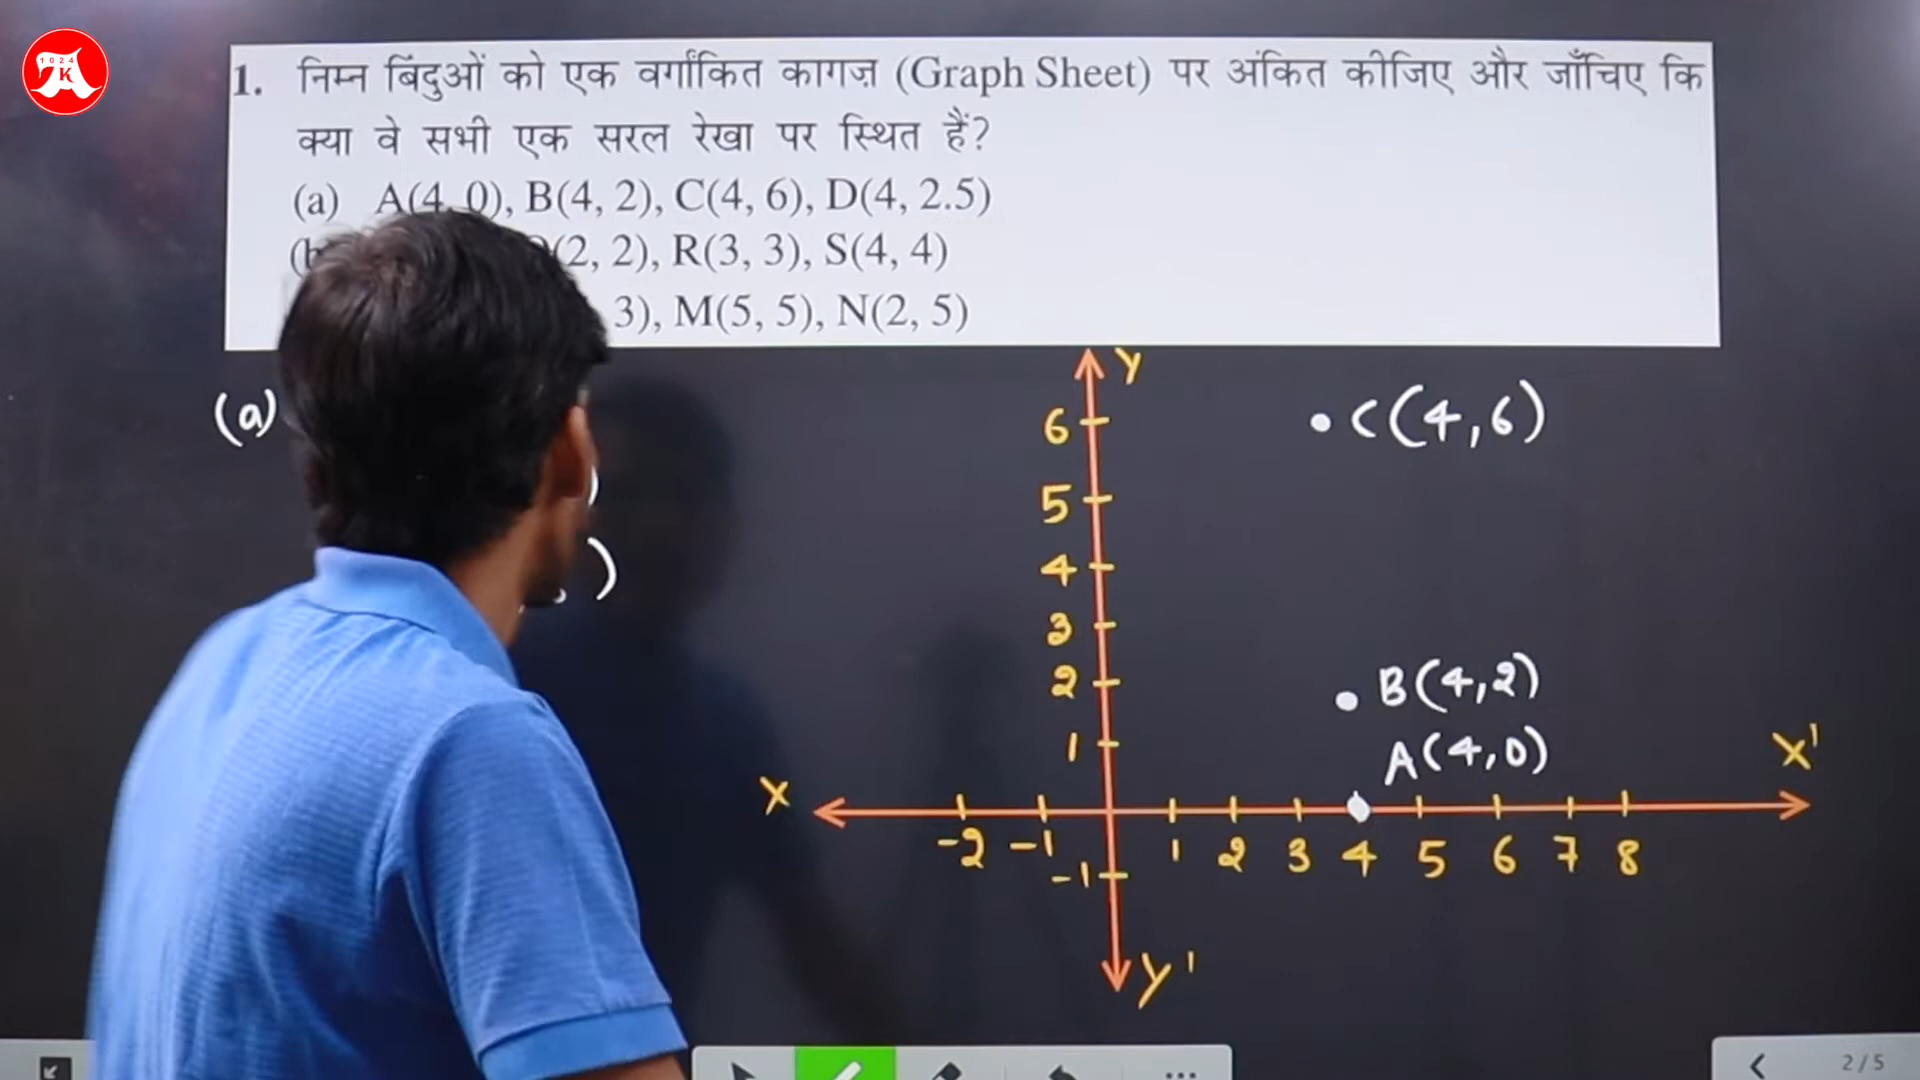 1024
K
1. निम्न बिंदुओं को एक वर्गांकित कागज़ (Graph Sheet) पर अंकित कीजिए और जाँचिए कि
क्या वे सभी एक सरल रेखा पर स्थित हैं?
(a) A(4, 0), B(4, 2), C(4, 6), D(4, 2.5)
(2, 2), R(3, 3), S(4, 4)
3), M(5, 5), N(2, 5)
(a)
Y
6
C(4,6)
5
4
3
2
B(4,2)
1
A(4,0)
X
X'
-2 -1 1 2 3 4 5 6 7 8
-1
Y'
2/5